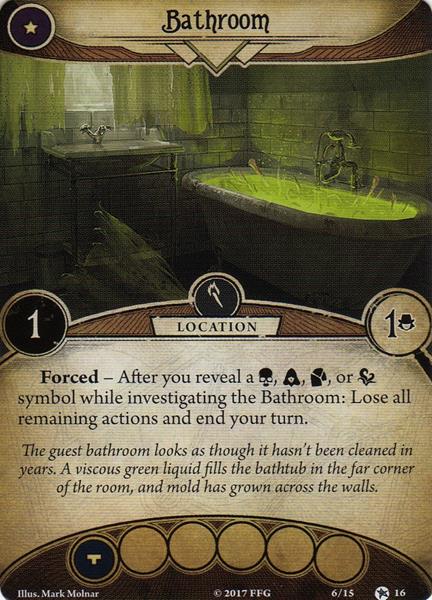 Bathroom
1
LOCATION
1
Forced – After you reveal a , , , or
symbol while investigating the Bathroom: Lose all
remaining actions and end your turn.
The guest bathroom looks as though it hasn't been cleaned in
years. A viscous green liquid fills the bathtub in the far corner
of the room, and mold has grown across the walls.
Illus. Mark Molnar
© 2017 FFG
6/15
16